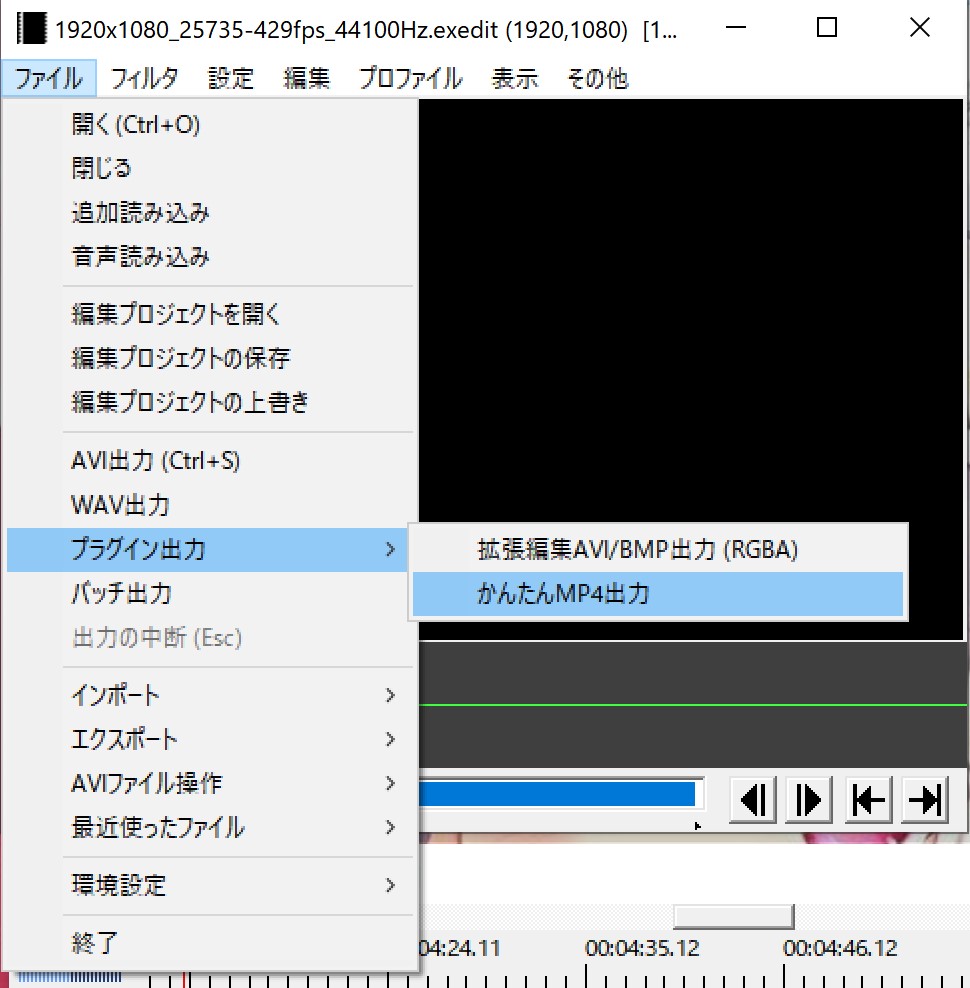 1920x1080_25735-429fps_44100Hz.exedit (1920,1080) [1...
ファイル フィルタ 設定 編集 プロファイル 表示 その他
開く (Ctrl+O)
閉じる
追加読み込み
音声読み込み
編集プロジェクトを開く
編集プロジェクトの保存
編集プロジェクトの上書き
AVI出力 (Ctrl+S)
WAV出力
プラグイン出力
拡張編集AVI/BMP出力 (RGBA)
かんたんMP4出力
バッチ出力
出力の中断 (Esc)
インポート
エクスポート
AVIファイル操作
最近使ったファイル
環境設定
終了
04:24.11 00:04:35.12 00:04:46.12